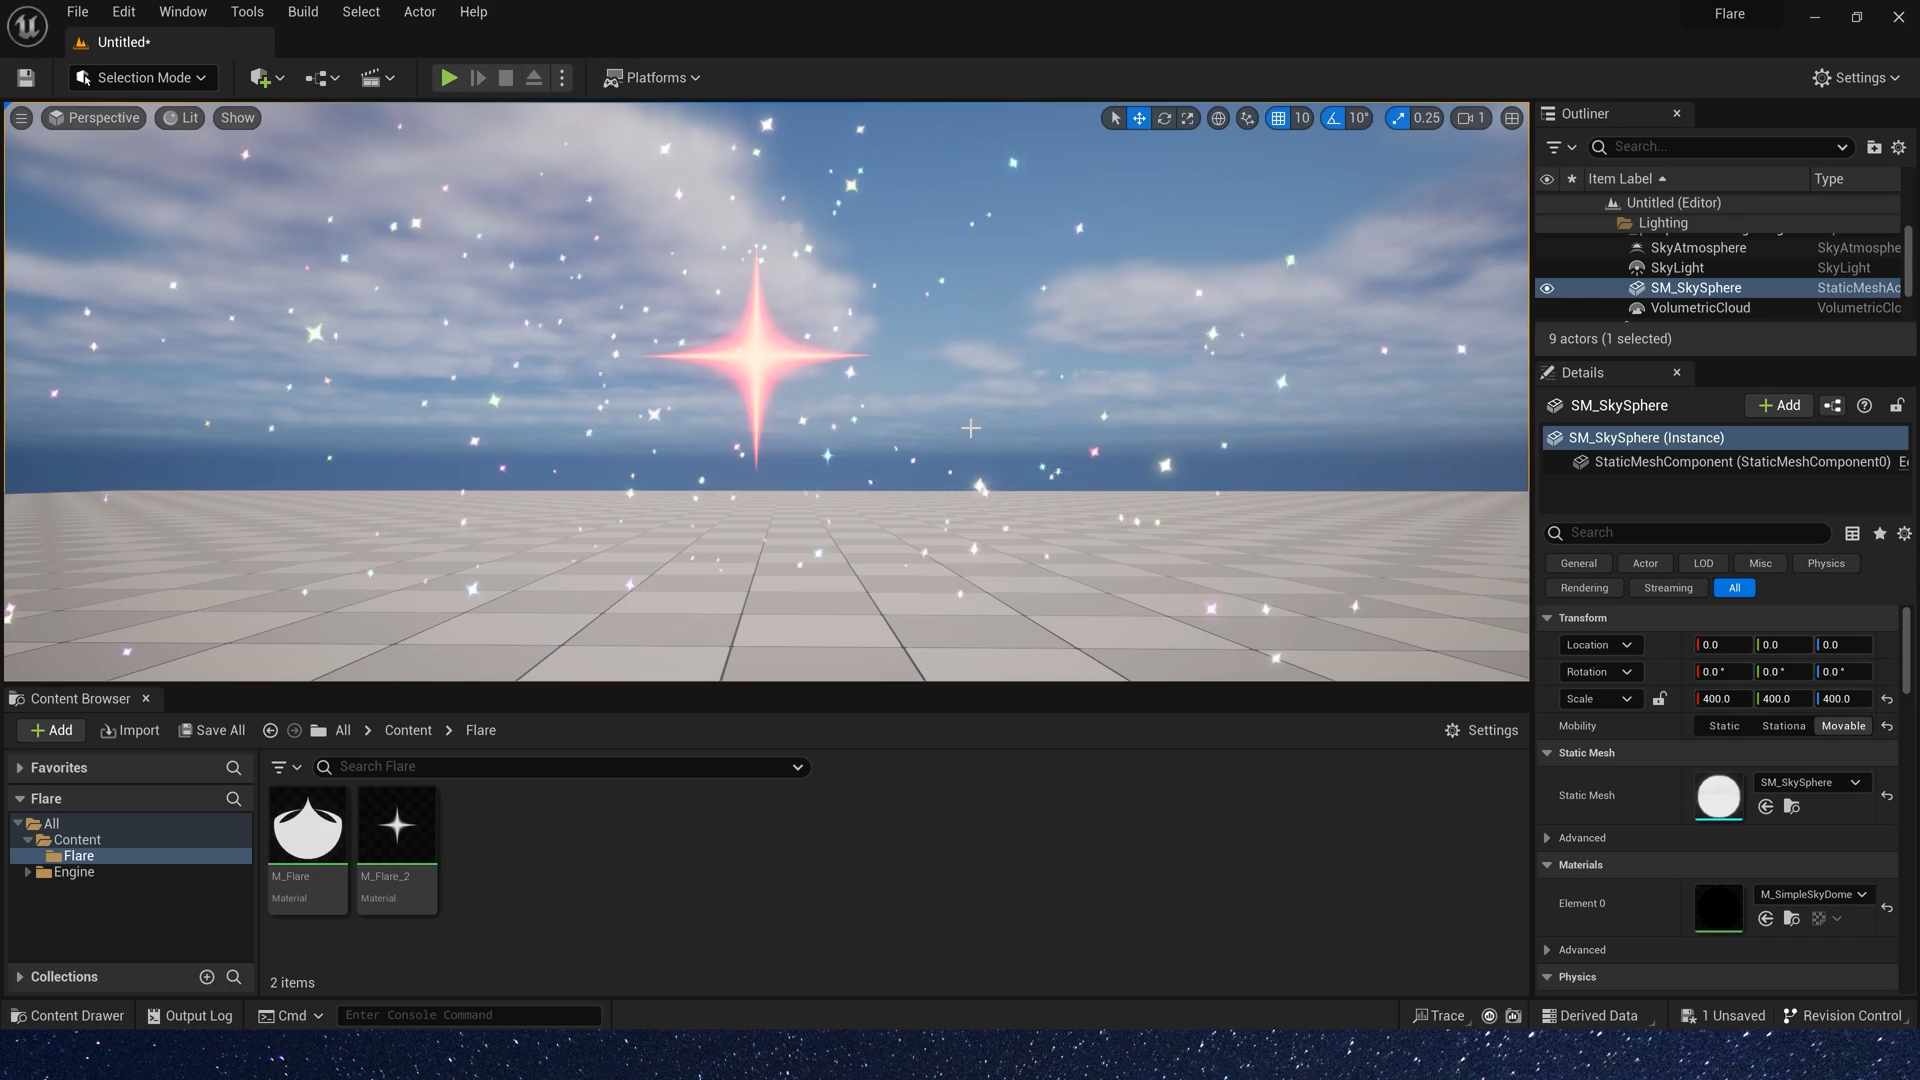 File Edit Window Tools Build Select Actor Help
Flare
Untitled*
Selection Mode
Platforms
Settings
Perspective Lit Show
10 10° 0.25 1
Outliner
Search...
Item Label Type
Untitled (Editor)
Lighting
SkyAtmosphere SkyAtmosphe
SkyLight SkyLight
SM_SkySphere StaticMeshAc
VolumetricCloud VolumetricClo
9 actors (1 selected)
Details
SM_SkySphere Add
SM_SkySphere (Instance)
StaticMeshComponent (StaticMeshComponent0) E
Search
General Actor LOD Misc Physics
Rendering Streaming All
Transform
Location 0.0 0.0 0.0
Rotation 0.0 ° 0.0 ° 0.0 °
Scale 400.0 400.0 400.0
Mobility Static Stationa Movable
Static Mesh
Static Mesh SM_SkySphere
Advanced
Materials
Element 0 M_SimpleSkyDome
Advanced
Physics
Content Browser
Add Import Save All All Content Flare Settings
Favorites
Search Flare
Flare
All
Content
Flare
Engine
M_Flare
Material
M_Flare_2
Material
Collections
2 items
Content Drawer Output Log Cmd Enter Console Command Trace Derived Data 1 Unsaved Revision Control